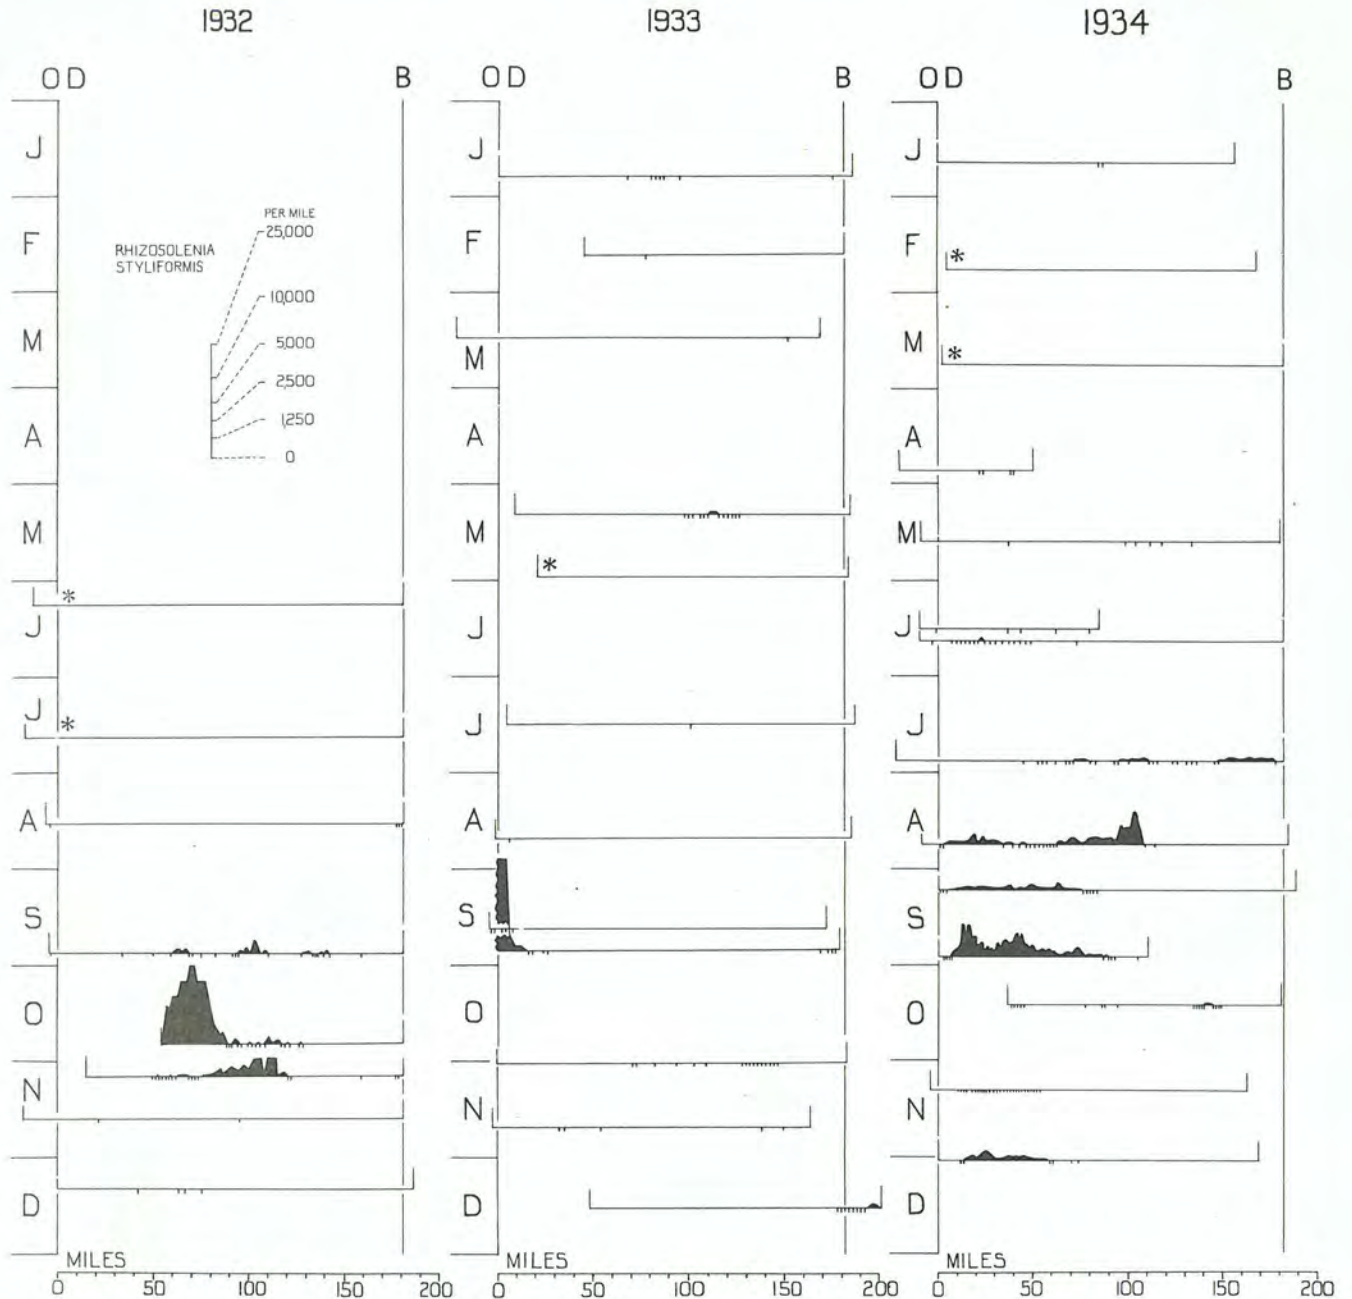 1932
1933
1934
O D B
O D B
O D B
J
F
M
A
M
J
J
A
S
O
N
D
RHIZOSOLENIA
STYLIFORMIS
PER MILE
25,000
10,000
5,000
2,500
1,250
0
*
*
J
F
M
A
M
J
J
A
S
O
N
D
*
J
F
M
A
M
J
J
A
S
O
N
D
*
*
MILES
0 50 100 150 200
MILES
0 50 100 150 200
MILES
0 50 100 150 200